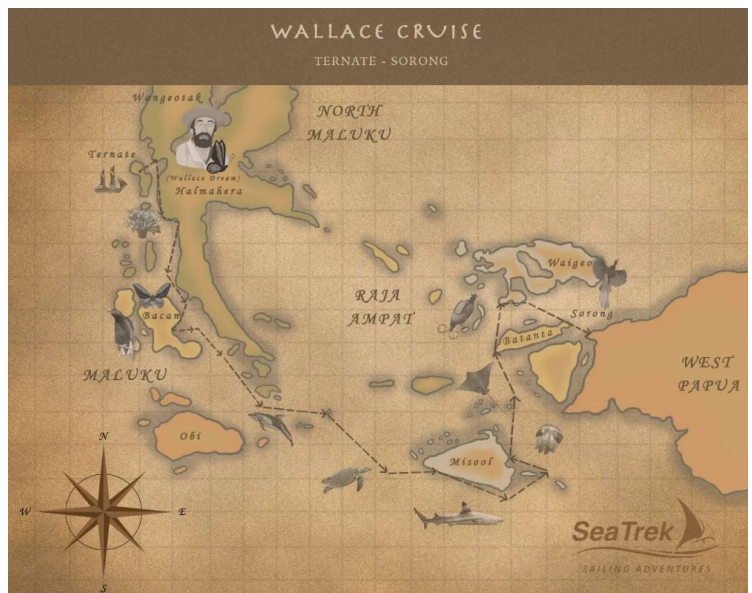 WALLACE CRUISE
TERNATE - SORONG
Wangeotak
NORTH
MALUKU
Ternate
(Wallace Dream)
Halmahera
Waigeo
RAJA
AMPAT
Bacan
Sorong
Batanta
MALUKU
WEST
PAPUA
Obi
Misool
N
W
E
S
SeaTrek
SAILING ADVENTURES